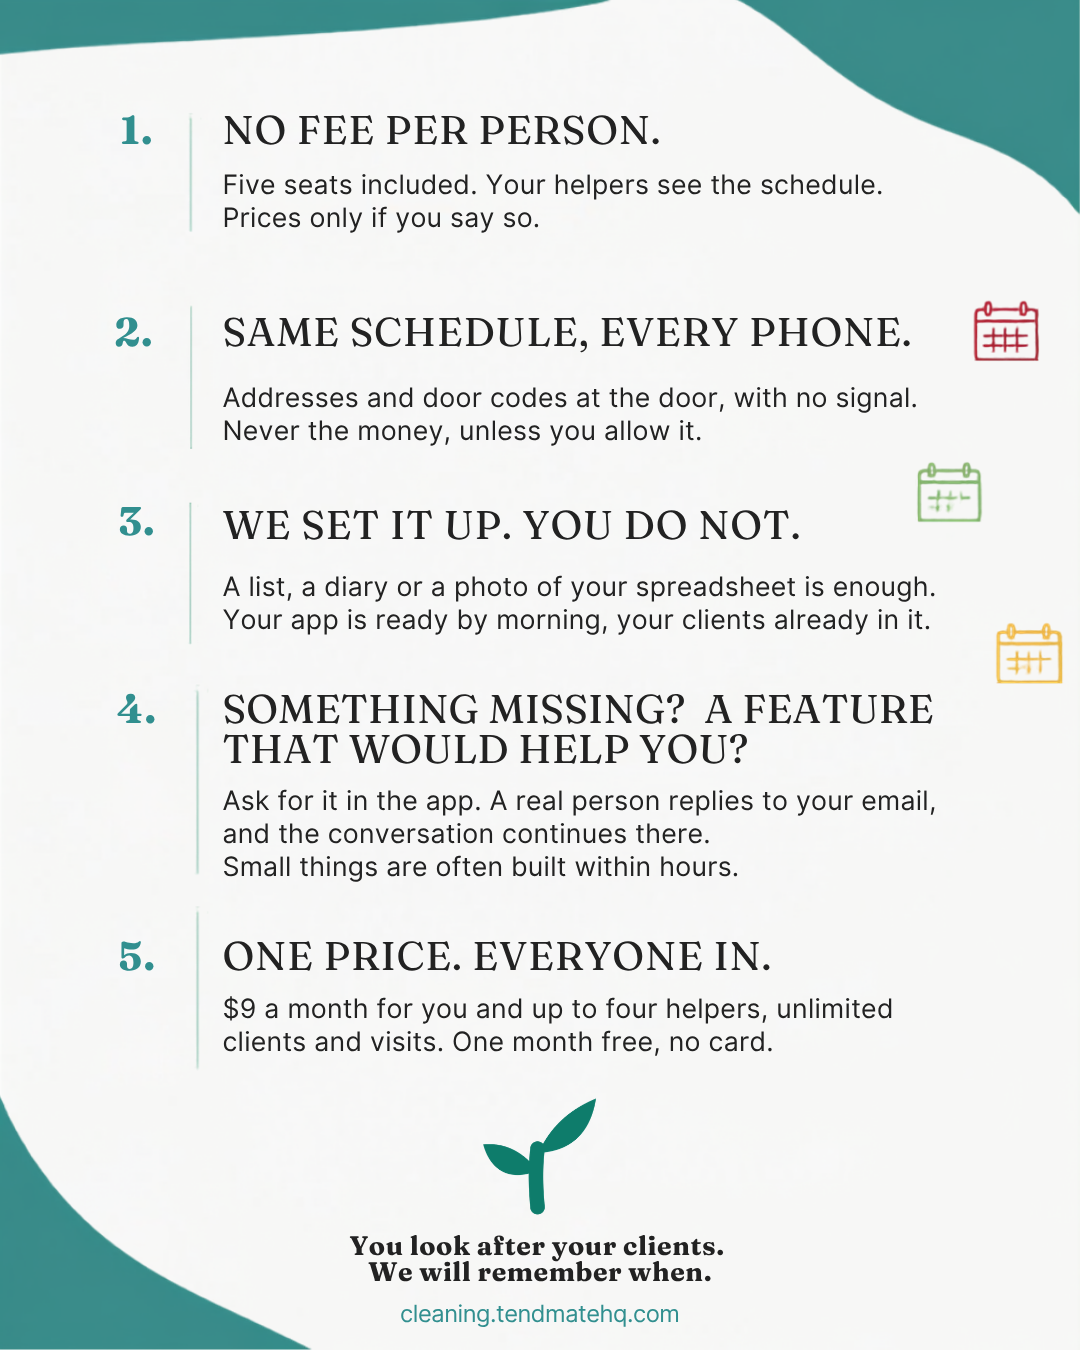 1. NO FEE PER PERSON.
Five seats included. Your helpers see the schedule.
Prices only if you say so.
2. SAME SCHEDULE, EVERY PHONE.
Addresses and door codes at the door, with no signal.
Never the money, unless you allow it.
3. WE SET IT UP. YOU DO NOT.
A list, a diary or a photo of your spreadsheet is enough.
Your app is ready by morning, your clients already in it.
4. SOMETHING MISSING? A FEATURE
THAT WOULD HELP YOU?
Ask for it in the app. A real person replies to your email,
and the conversation continues there.
Small things are often built within hours.
5. ONE PRICE. EVERYONE IN.
$9 a month for you and up to four helpers, unlimited
clients and visits. One month free, no card.
You look after your clients.
We will remember when.
cleaning.tendmatehq.com